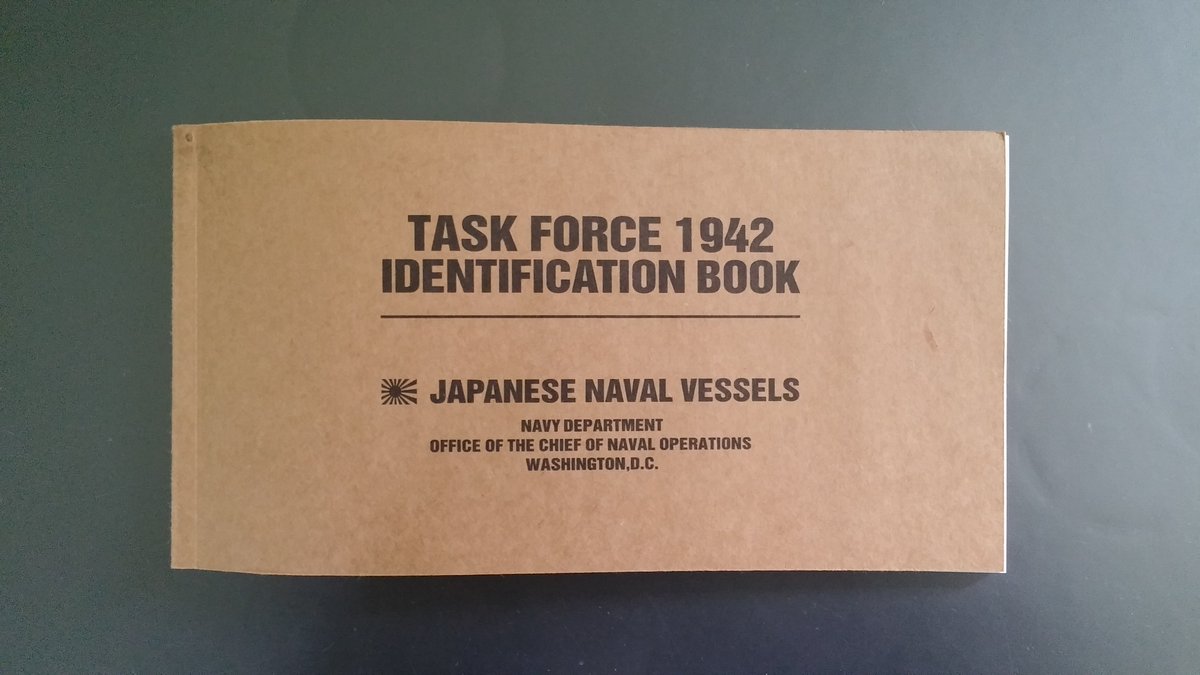 TASK FORCE 1942
IDENTIFICATION BOOK
JAPANESE NAVAL VESSELS
NAVY DEPARTMENT
OFFICE OF THE CHIEF OF NAVAL OPERATIONS
WASHINGTON,D.C.